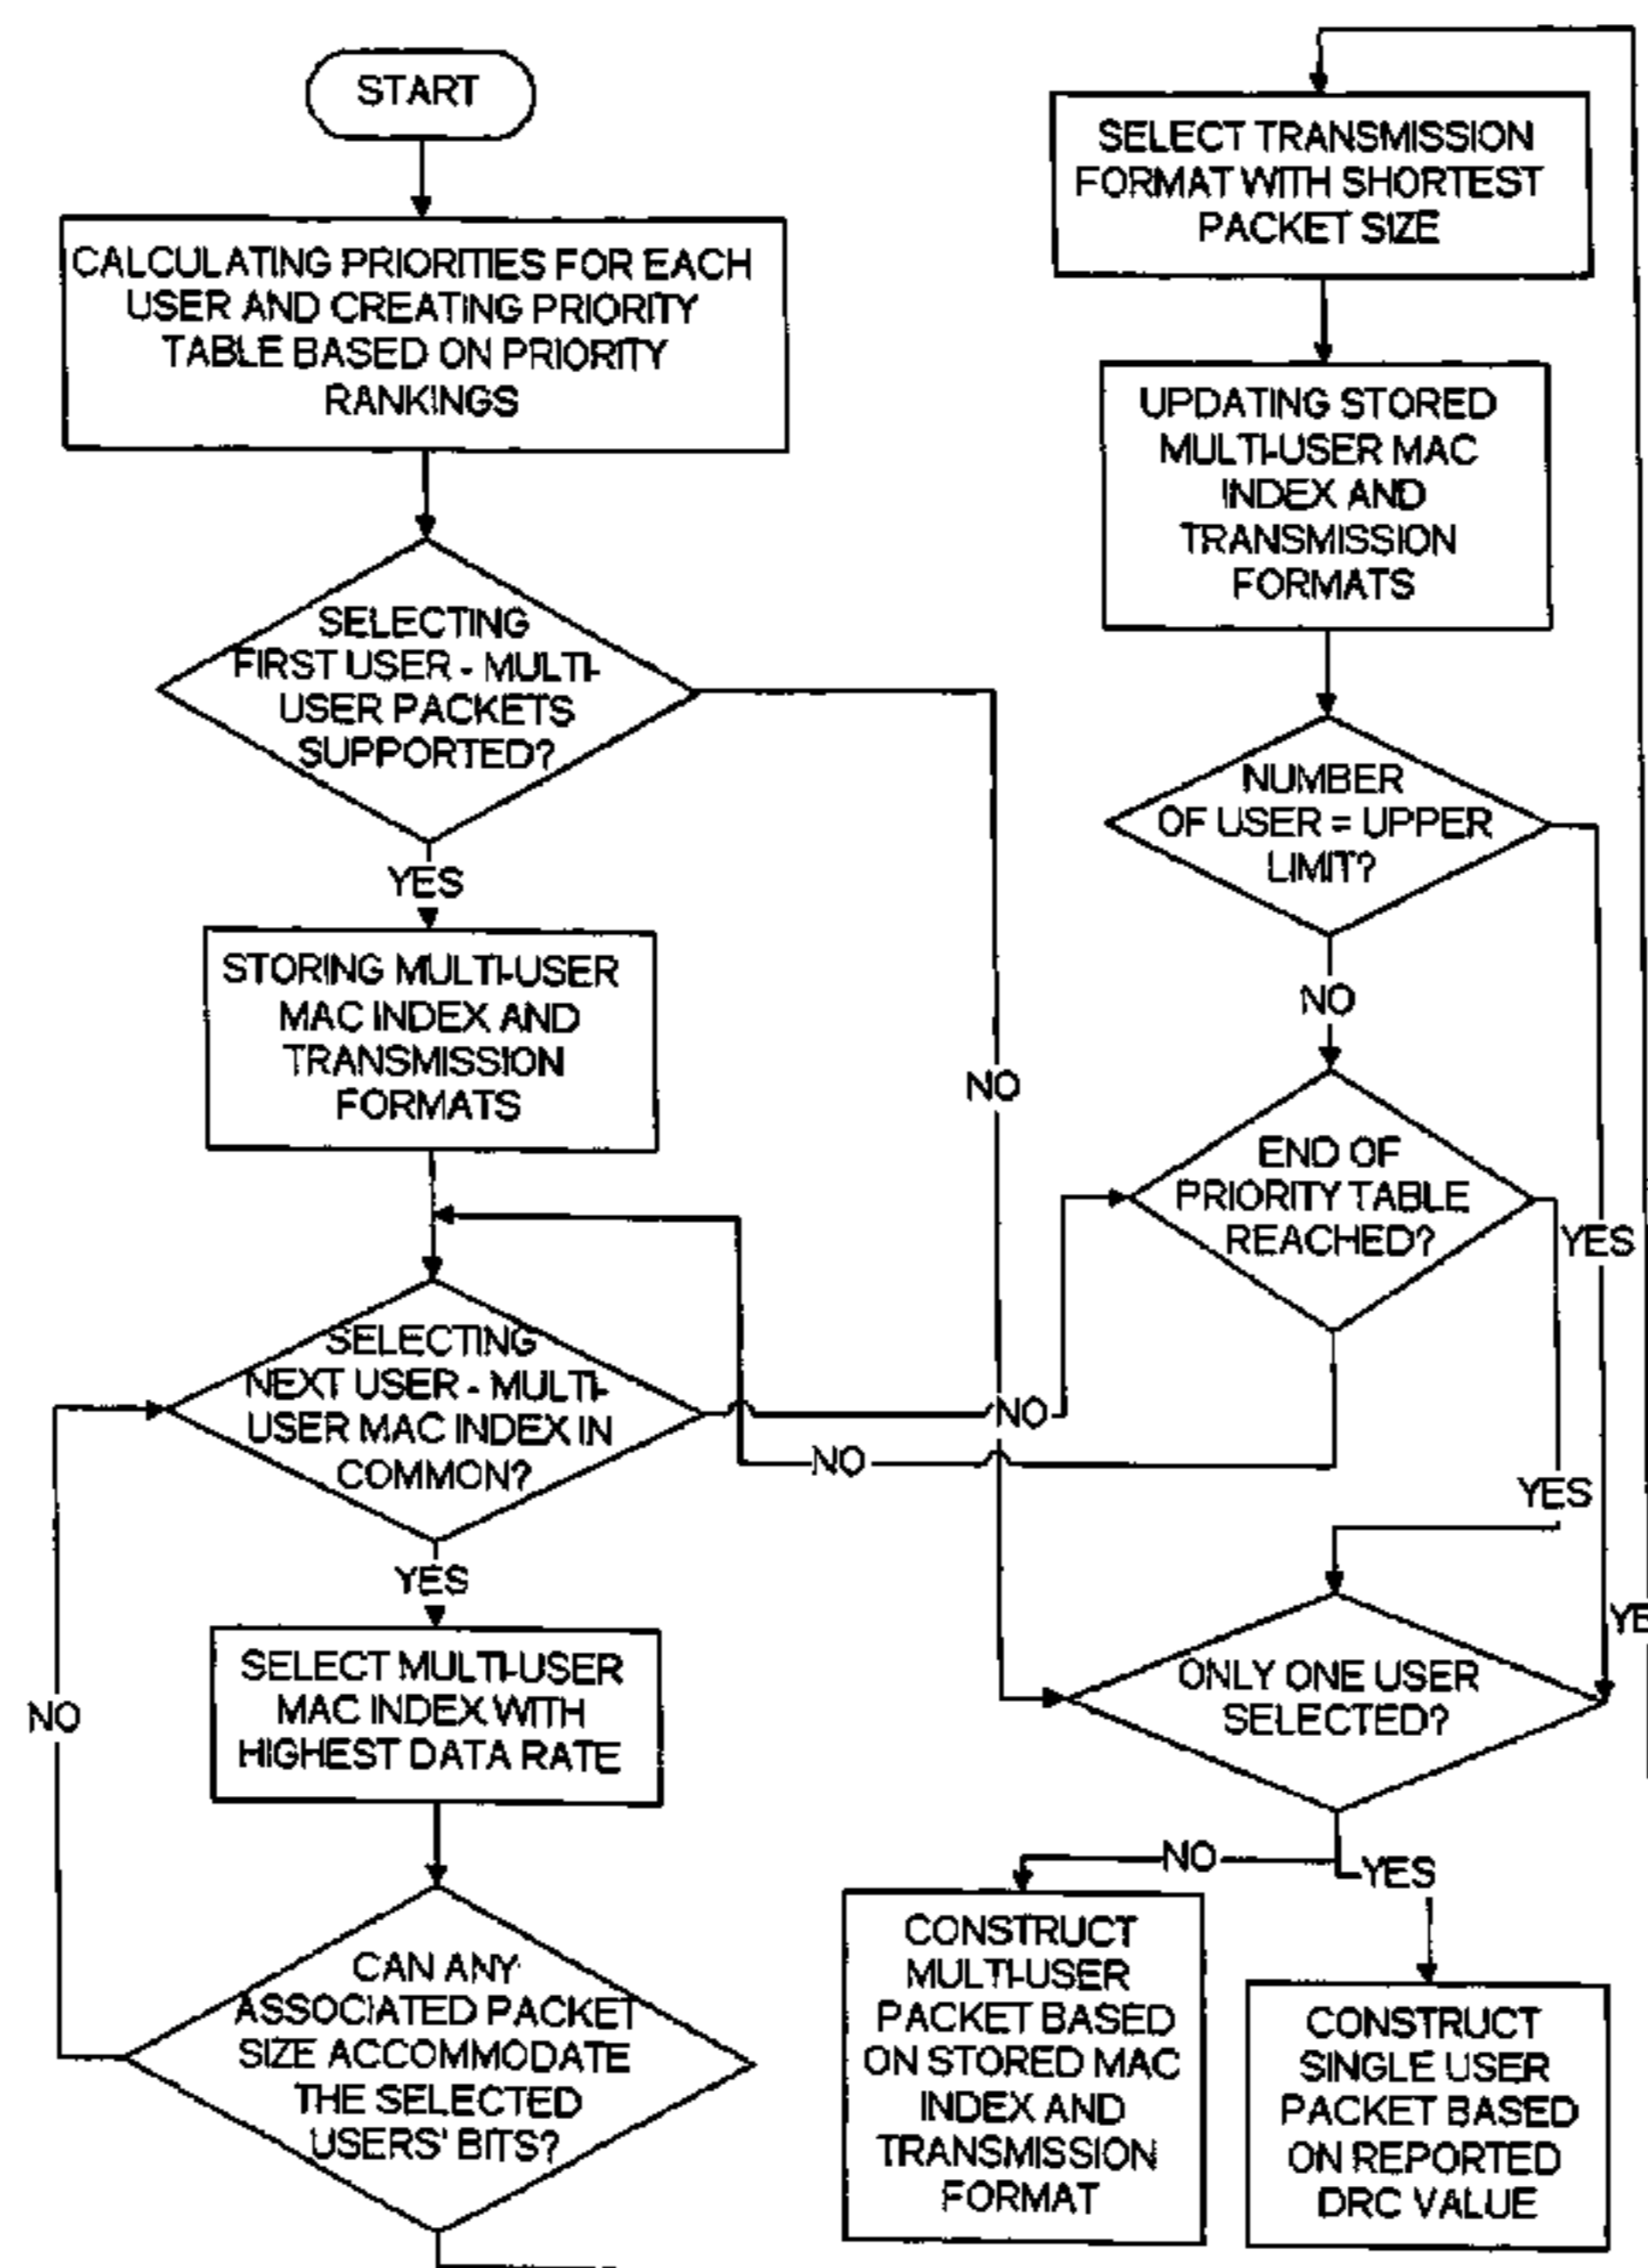 START
CALCULATING PRIORITIES FOR EACH
USER AND CREATING PRIORITY
TABLE BASED ON PRIORITY
RANKINGS
SELECTING
FIRST USER - MULTI-
USER PACKETS
SUPPORTED?
YES
NO
STORING MULTI-USER
MAC INDEX AND
TRANSMISSION
FORMATS
SELECTING
NEXT USER - MULTI-
USER MAC INDEX IN
COMMON?
NO
NO
YES
SELECT MULTI-USER
MAC INDEX WITH
HIGHEST DATA RATE
NO
CAN ANY
ASSOCIATED PACKET
SIZE ACCOMMODATE
THE SELECTED
USERS' BITS?
SELECT TRANSMISSION
FORMAT WITH SHORTEST
PACKET SIZE
UPDATING STORED
MULTI-USER MAC
INDEX AND
TRANSMISSION
FORMATS
NUMBER
OF USER = UPPER
LIMIT?
NO
END OF
PRIORITY TABLE
REACHED?
YES
YES
YE
ONLY ONE USER
SELECTED?
NO
YES
CONSTRUCT
MULTI-USER
PACKET BASED
ON STORED MAC
INDEX AND
TRANSMISSION
FORMAT
CONSTRUCT
SINGLE USER
PACKET BASED
ON REPORTED
DRC VALUE